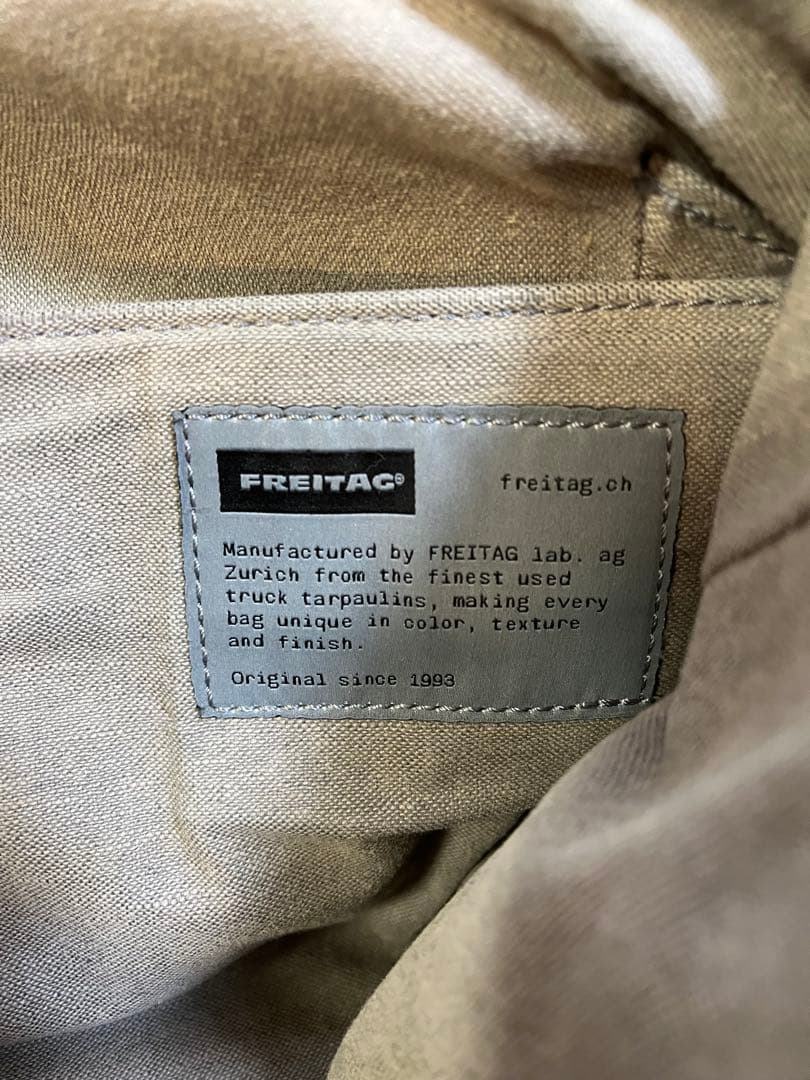 FREITAG®
freitag.ch
Manufactured by FREITAG lab. ag
Zurich from the finest used
truck tarpaulins, making every
bag unique in color, texture
and finish.
Original since 1993